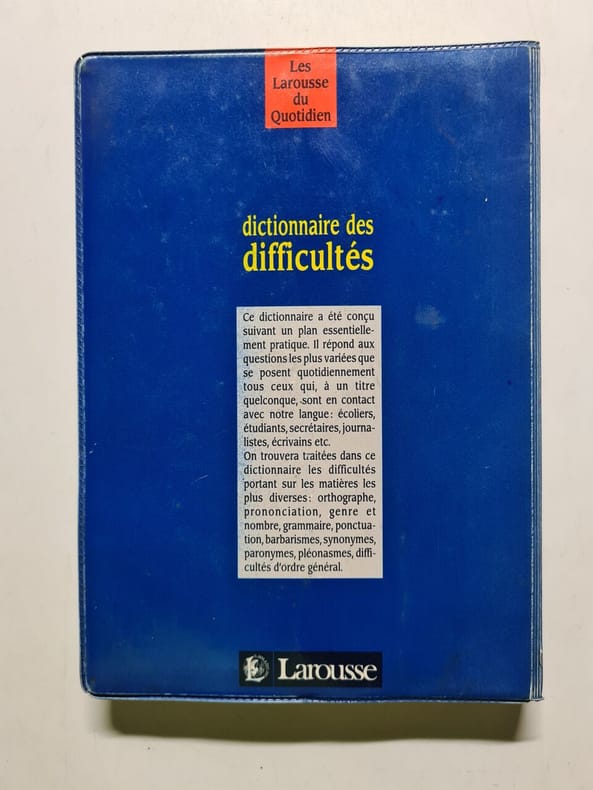 Les
Larousse
du
Quotidien
dictionnaire des
difficultés
Ce dictionnaire a été conçu
suivant un plan essentielle-
ment pratique. Il répond aux
questions les plus variées que
se posent quotidiennement
tous ceux qui, à un titre
quelconque, sont en contact
avec notre langue : écoliers,
étudiants, secrétaires, journa-
listes, écrivains etc.
On trouvera traitées dans ce
dictionnaire les difficultés
portant sur les matières les
plus diverses : orthographe,
prononciation, genre et
nombre, grammaire, ponctua-
tion, barbarismes, synonymes,
paronymes, pléonasmes, diffi-
cultés d'ordre général.
Larousse